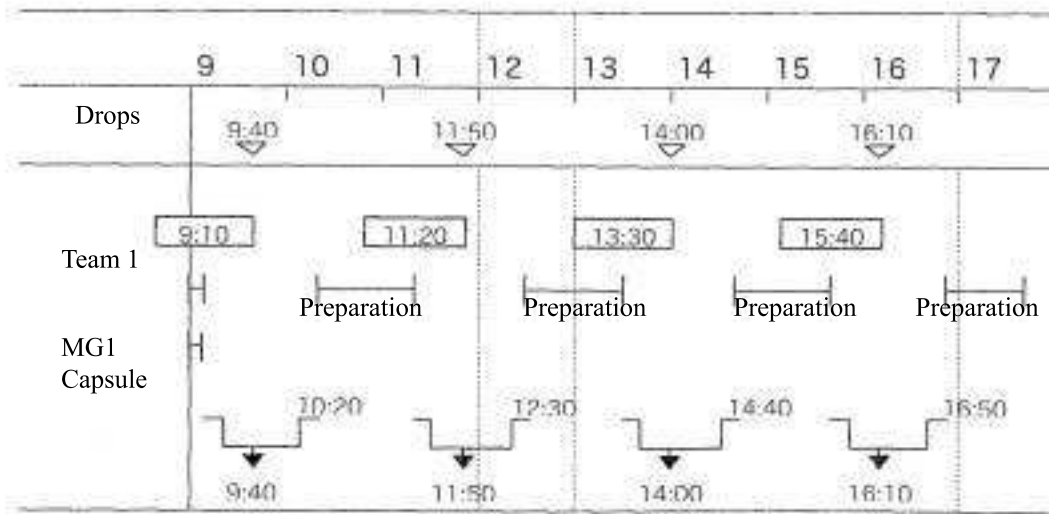 9 10 11 12 13 14 15 16 17
Drops
9:40 11:50 14:00 16:10
9:10 11:20 13:30 15:40
Team 1
Preparation Preparation Preparation Preparation
MG1
Capsule
10:20 12:30 14:40 16:50
9:40 11:50 14:00 16:10